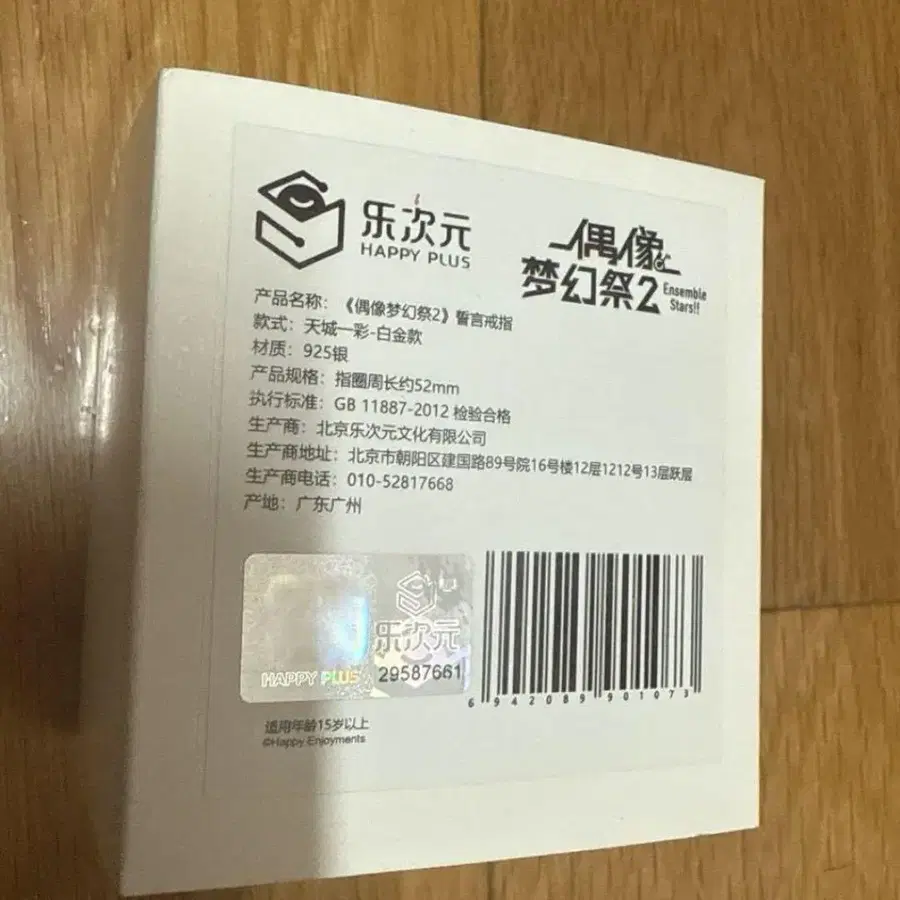 乐次元
HAPPY PLUS
偶像
梦幻祭2
Ensemble
Stars!!
产品名称：《偶像梦幻祭2》誓言戒指
款式：天城一彩-白金款
材质：925银
产品规格：指圈周长约52mm
执行标准：GB 11887-2012 检验合格
生产商：北京乐次元文化有限公司
生产商地址：北京市朝阳区建国路89号院16号楼12层1212号13层跃层
生产商电话：010-52817668
产地：广东广州
乐次元
HAPPY PLUS
29587661
6942089901073
适用年龄15岁以上
©Happy Enjoyments